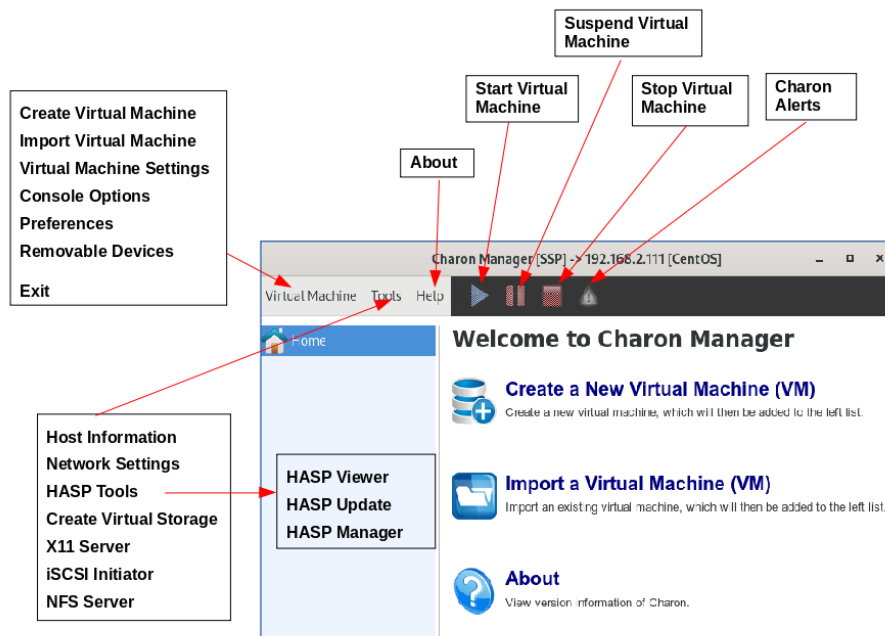 Suspend Virtual
Machine
Start Virtual
Machine
Stop Virtual
Machine
Charon
Alerts
Create Virtual Machine
Import Virtual Machine
Virtual Machine Settings
Console Options
Preferences
Removable Devices
Exit
About
Charon Manager [SSP] -> 192.168.2.111 [CentOS]
Virtual Machine Tools Help
Home
Welcome to Charon Manager
Create a New Virtual Machine (VM)
Create a new virtual machine, which will then be added to the left list.
Import a Virtual Machine (VM)
Import an existing virtual machine, which will then be added to the left list.
About
View version information of Charon.
Host Information
Network Settings
HASP Tools
Create Virtual Storage
X11 Server
iSCSI Initiator
NFS Server
HASP Viewer
HASP Update
HASP Manager